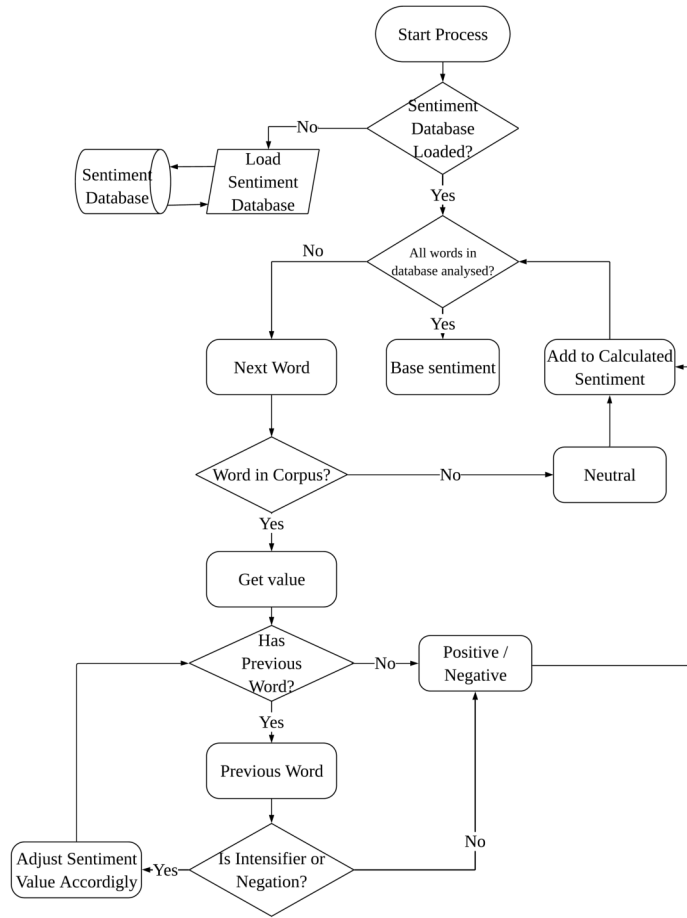 Start Process
Sentiment
Database
Loaded?
No
Load
Sentiment
Database
Sentiment
Database
Yes
All words in
database analysed?
No
Yes
Next Word
Base sentiment
Add to Calculated
Sentiment
Word in Corpus?
No
Neutral
Yes
Get value
Has
Previous
Word?
No
Positive /
Negative
Yes
Previous Word
Is Intensifier or
Negation?
No
Yes
Adjust Sentiment
Value Accordigly